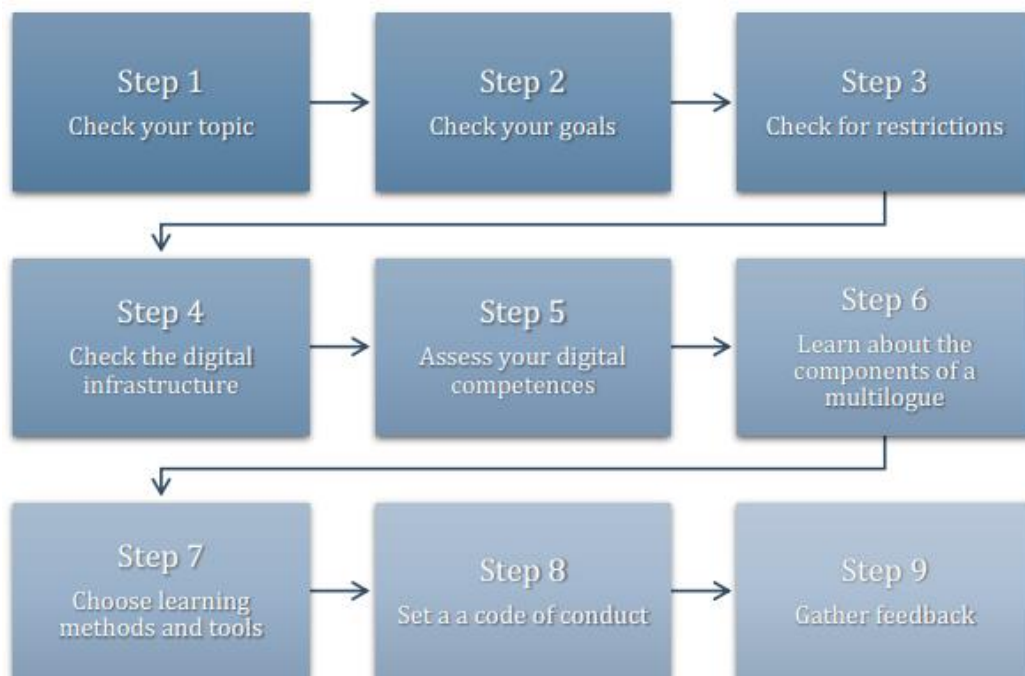 Step 1
Check your topic
Step 2
Check your goals
Step 3
Check for restrictions
Step 4
Check the digital
infrastructure
Step 5
Assess your digital
competences
Step 6
Learn about the
components of a
multilogue
Step 7
Choose learning
methods and tools
Step 8
Set a a code of conduct
Step 9
Gather feedback